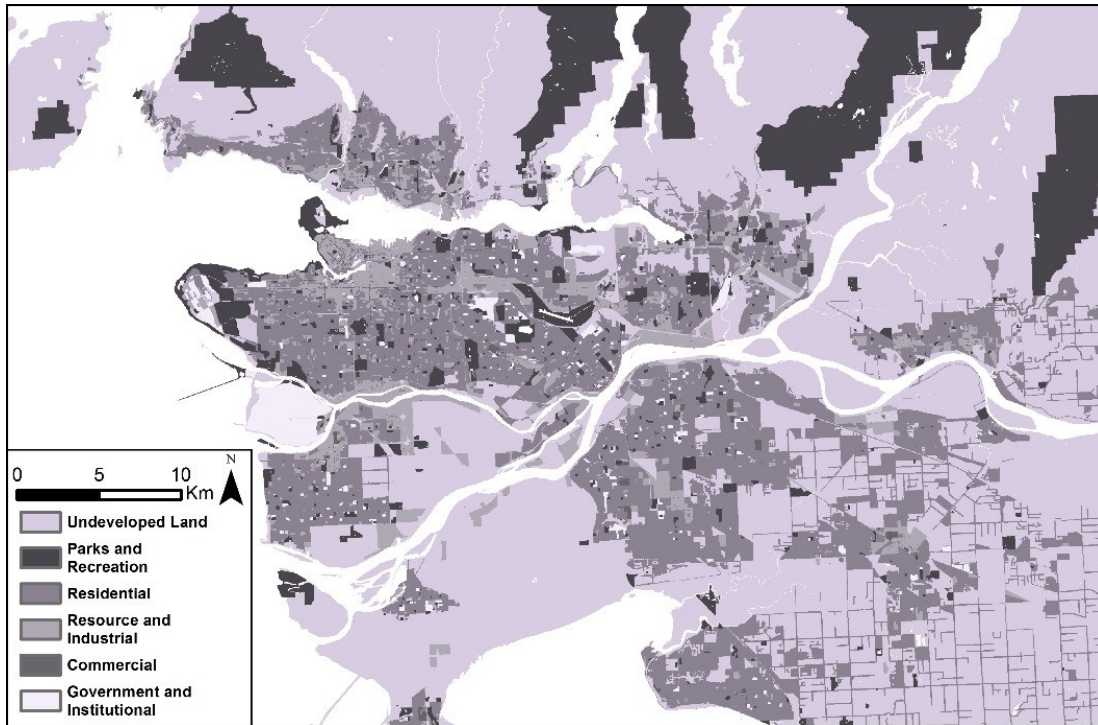 0 5 10
Km
N
Undeveloped Land
Parks and
Recreation
Residential
Resource and
Industrial
Commercial
Government and
Institutional